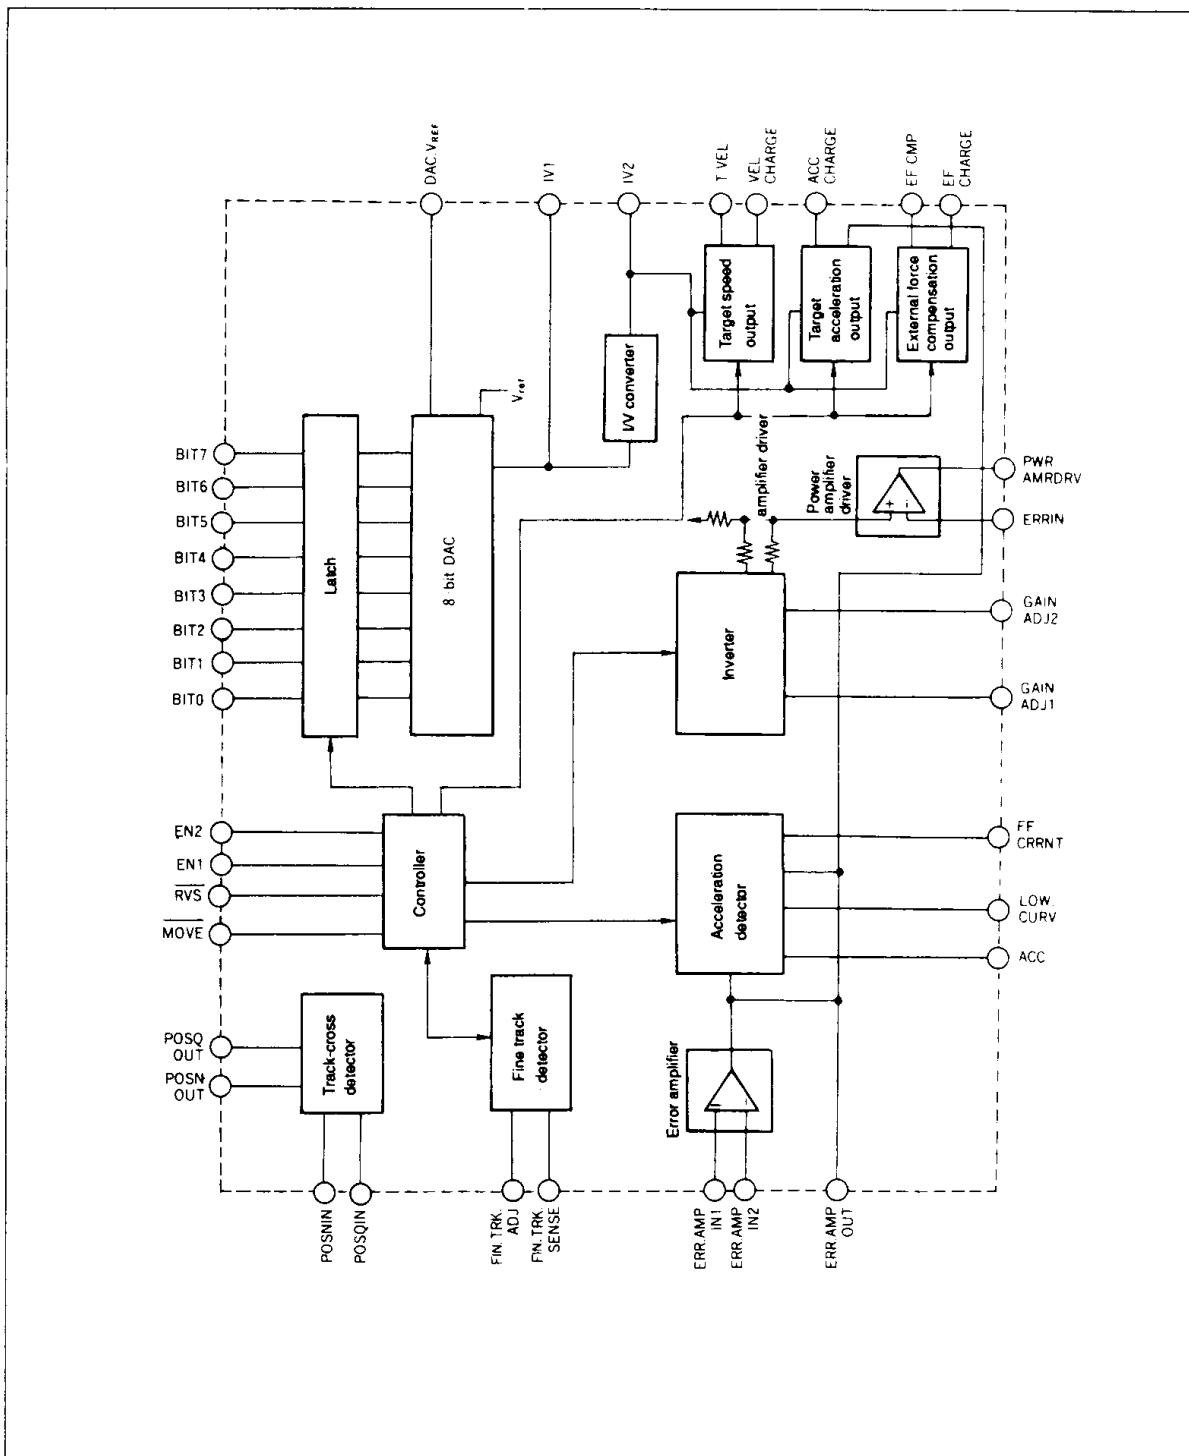 DAC.VREF
IV1
IV2
T VEL
VEL
CHARGE
ACC
CHARGE
EF CMP
EF
CHARGE
BIT7
BIT6
BIT5
BIT4
BIT3
BIT2
BIT1
BIT0
EN2
EN1
RVS
MOVE
POSQ
OUT
POSN
OUT
Latch
8-bit DAC
Vref
I/V converter
Target speed
output
Target
acceleration
output
External force
compensation
output
amplifier driver
Power
amplifier
driver
+
-
Inverter
Controller
Acceleration
detector
Track-cross
detector
Fine track
detector
Error amplifier
PWR
AMRDRV
ERRIN
GAIN
ADJ2
GAIN
ADJ1
FF
CRRNT
LOW.
CURV
ACC
POSNIN
POSQIN
FIN.TRK.
ADJ
FIN.TRK.
SENSE
ERR.AMP
IN1
ERR.AMP
IN2
ERR.AMP
OUT